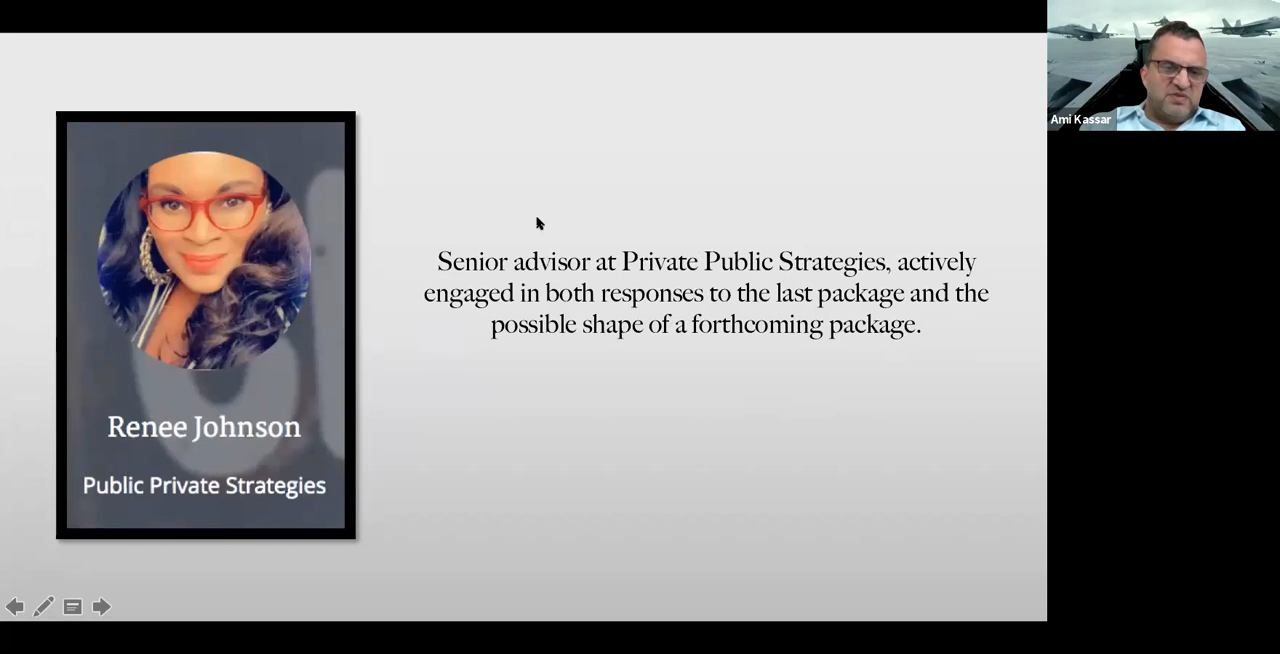 Ami Kassar
Senior advisor at Private Public Strategies, actively
engaged in both responses to the last package and the
possible shape of a forthcoming package.
Renee Johnson
Public Private Strategies